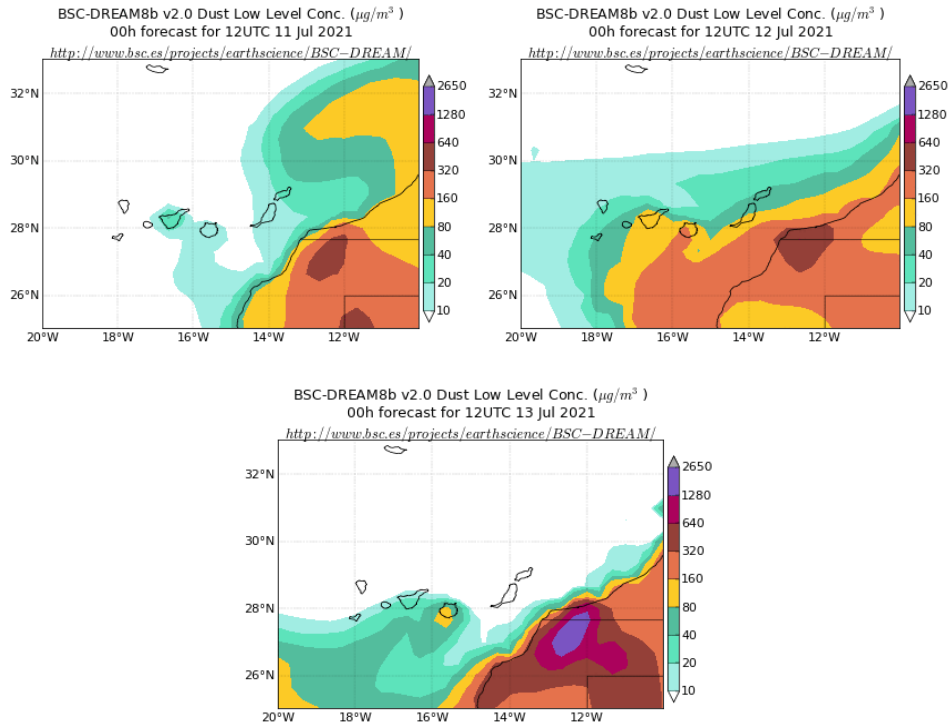 BSC-DREAM8b v2.0 Dust Low Level Conc. (μg/m³ )
00h forecast for 12UTC 11 Jul 2021
http://www.bsc.es/projects/earthscience/BSC−DREAM/
32°N
30°N
28°N
26°N
20°W 18°W 16°W 14°W 12°W
2650
1280
640
320
160
80
40
20
10
BSC-DREAM8b v2.0 Dust Low Level Conc. (μg/m³ )
00h forecast for 12UTC 12 Jul 2021
http://www.bsc.es/projects/earthscience/BSC−DREAM/
32°N
30°N
28°N
26°N
20°W 18°W 16°W 14°W 12°W
2650
1280
640
320
160
80
40
20
10
BSC-DREAM8b v2.0 Dust Low Level Conc. (μg/m³ )
00h forecast for 12UTC 13 Jul 2021
http://www.bsc.es/projects/earthscience/BSC−DREAM/
32°N
30°N
28°N
26°N
20°W 18°W 16°W 14°W 12°W
2650
1280
640
320
160
80
40
20
10